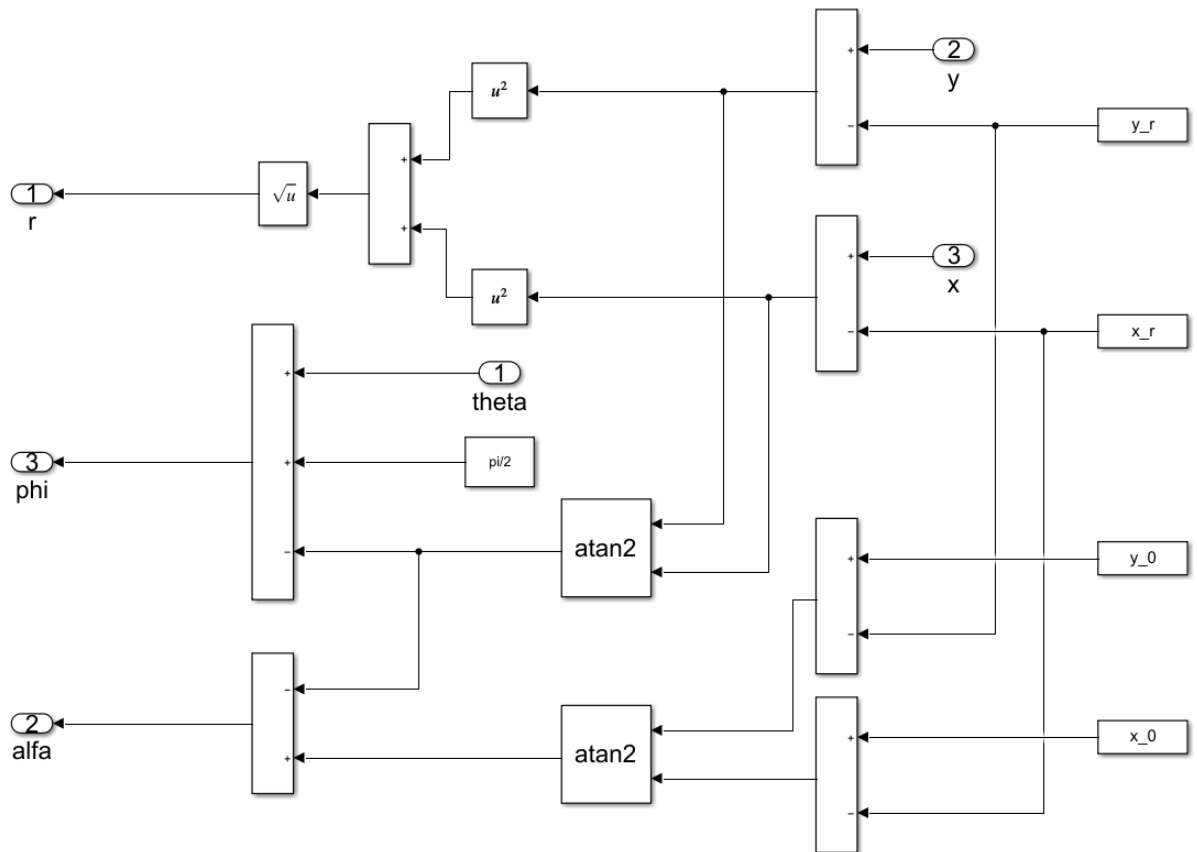 +
2
y
u²
-
y_r
+
1
r
√u
+
u²
+
3
x
-
x_r
+
1
theta
3
phi
+
pi/2
-
atan2
+
y_0
-
2
alfa
-
+
atan2
+
x_0
-